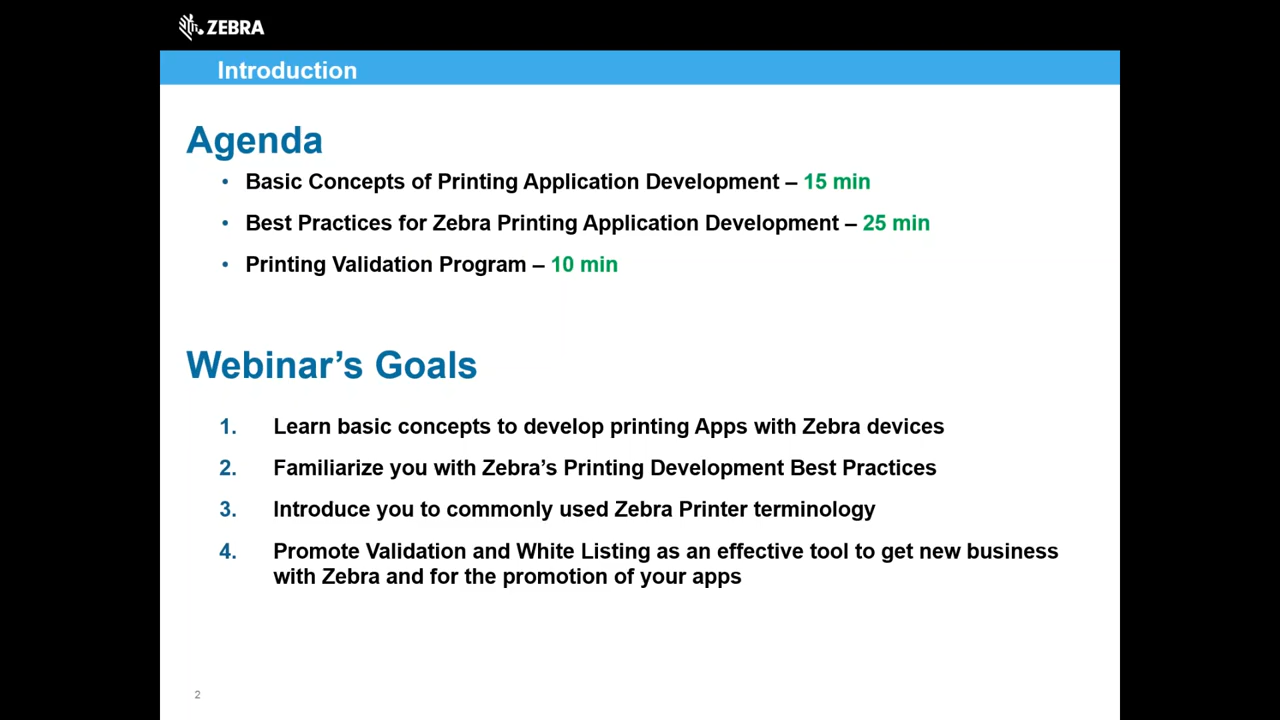 ZEBRA
Introduction
Agenda
• Basic Concepts of Printing Application Development – 15 min
• Best Practices for Zebra Printing Application Development – 25 min
• Printing Validation Program – 10 min
Webinar’s Goals
1. Learn basic concepts to develop printing Apps with Zebra devices
2. Familiarize you with Zebra’s Printing Development Best Practices
3. Introduce you to commonly used Zebra Printer terminology
4. Promote Validation and White Listing as an effective tool to get new business
with Zebra and for the promotion of your apps
2